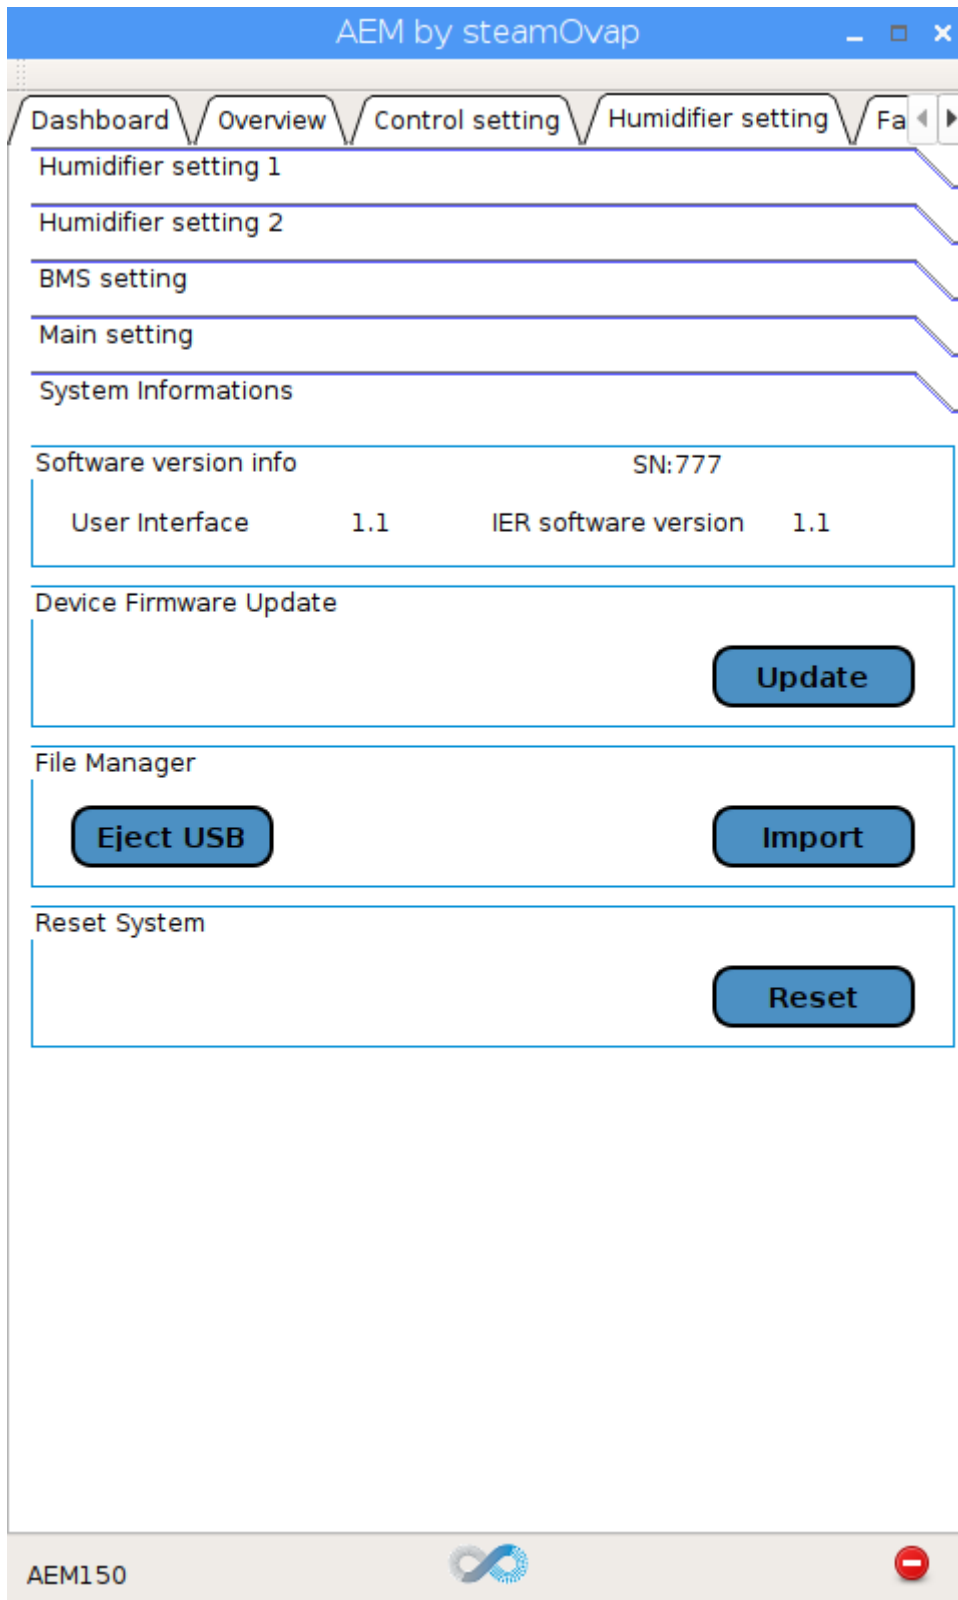 AEM by steamOvap
Dashboard Overview Control setting Humidifier setting Fa
Humidifier setting 1
Humidifier setting 2
BMS setting
Main setting
System Informations
Software version info SN:777
User Interface 1.1 IER software version 1.1
Device Firmware Update
Update
File Manager
Eject USB Import
Reset System
Reset
AEM150